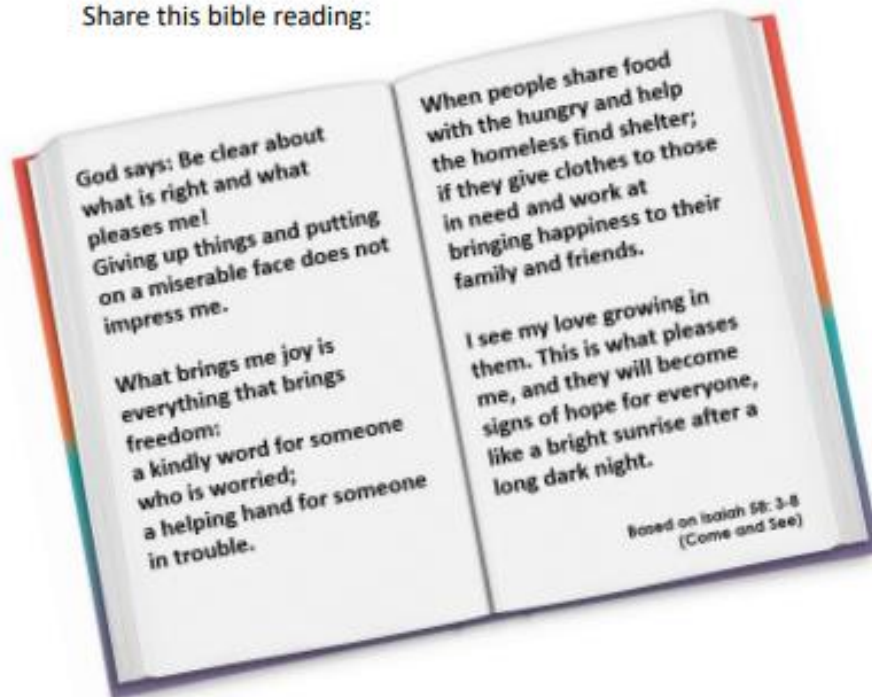 Share this bible reading:
God says: Be clear about
what is right and what
pleases me!
Giving up things and putting
on a miserable face does not
impress me.
What brings me joy is
everything that brings
freedom:
a kindly word for someone
who is worried;
a helping hand for someone
in trouble.
When people share food
with the hungry and help
the homeless find shelter;
if they give clothes to those
in need and work at
bringing happiness to their
family and friends.
I see my love growing in
them. This is what pleases
me, and they will become
signs of hope for everyone,
like a bright sunrise after a
long dark night.
Based on Isaiah 58: 3-8
(Come and See)